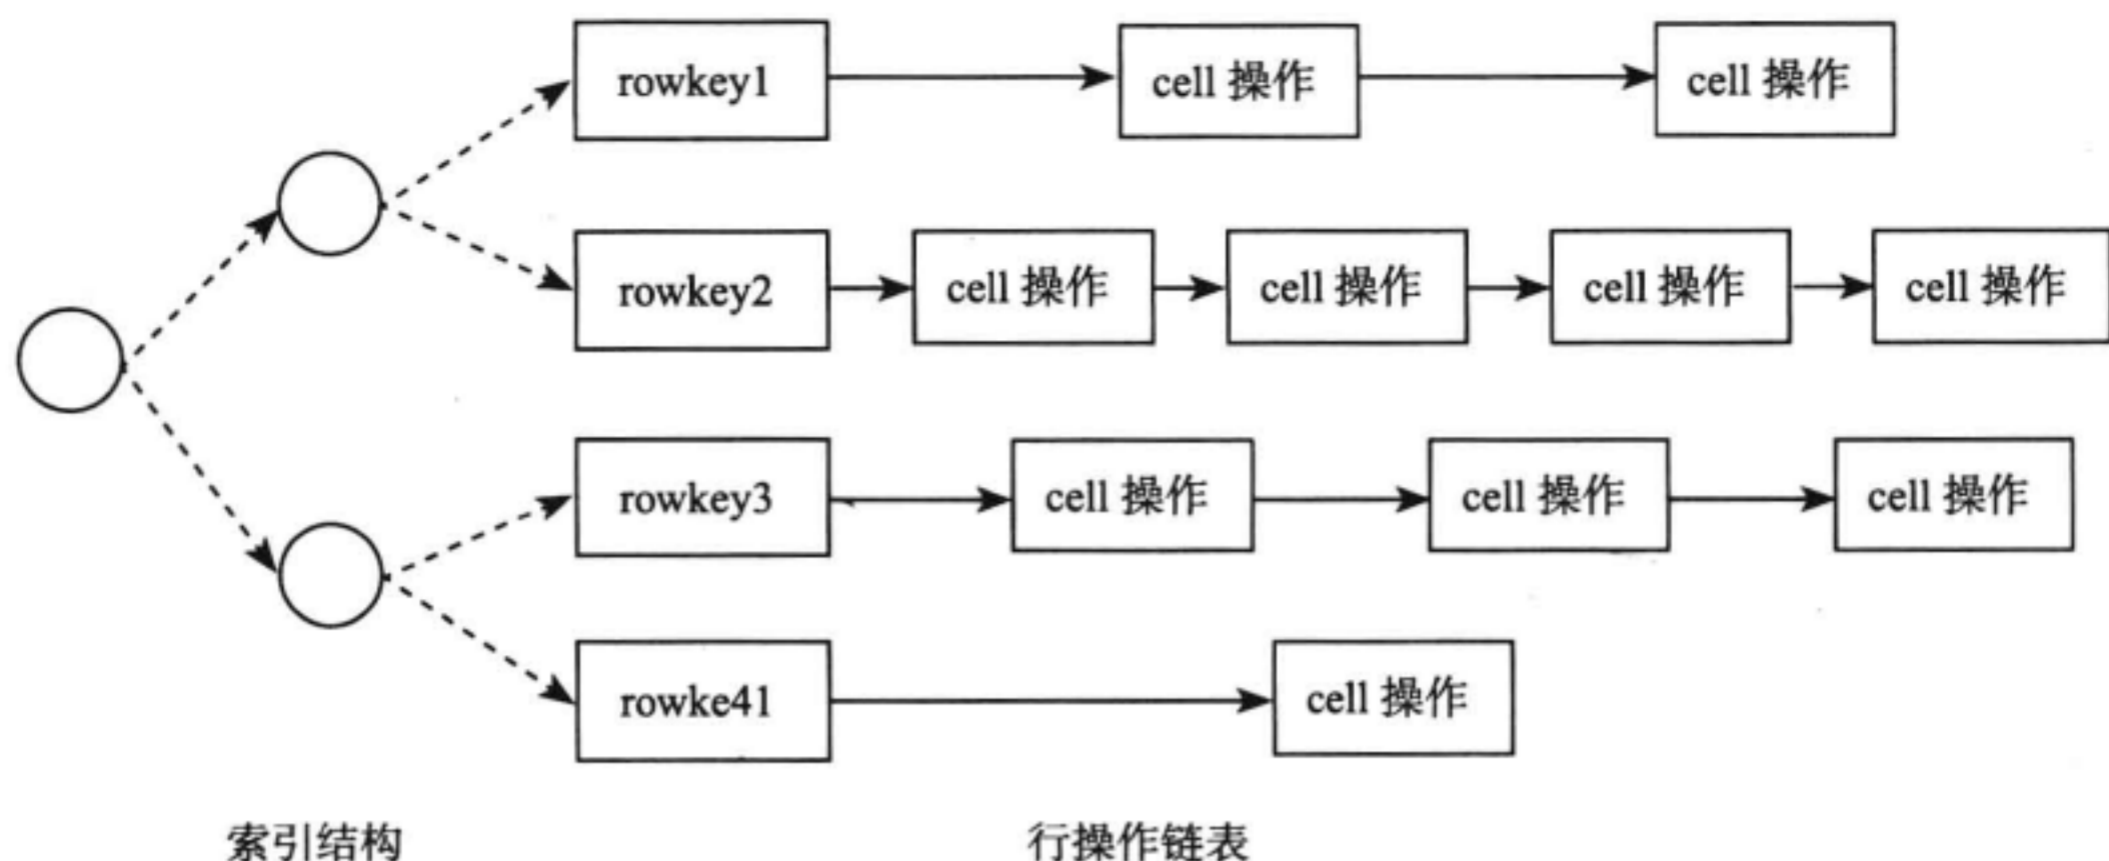 rowkey1 cell 操作 cell 操作
rowkey2 cell 操作 cell 操作 cell 操作 cell 操作
rowkey3 cell 操作 cell 操作 cell 操作
rowke41 cell 操作
索引结构 行操作链表